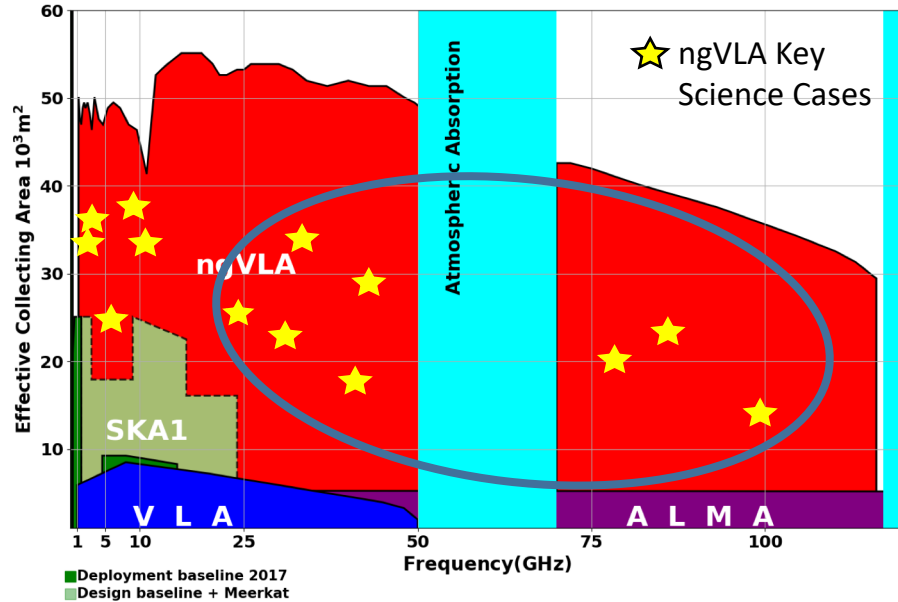 60
50
40
30
20
10
Effective Collecting Area 10³m²
ngVLA Key
Science Cases
Atmospheric Absorption
ngVLA
SKA1
V L A
A L M A
1 5 10 25 50 75 100
Frequency(GHz)
Deployment baseline 2017
Design baseline + Meerkat